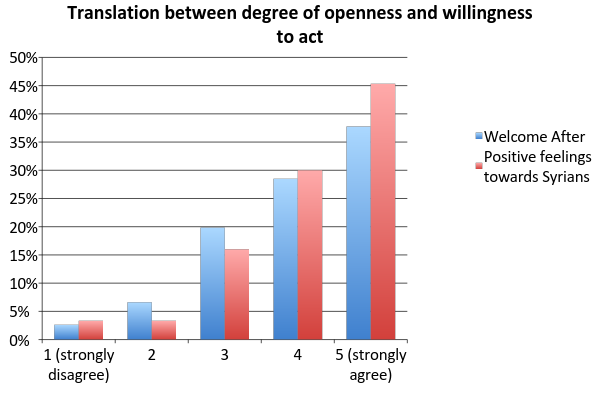 Translation between degree of openness and willingness
to act
50%
45%
40%
35%
30%
25%
20%
15%
10%
5%
0%
1 (strongly
disagree)
2
3
4
5 (strongly
agree)
Welcome After
Positive feelings
towards Syrians